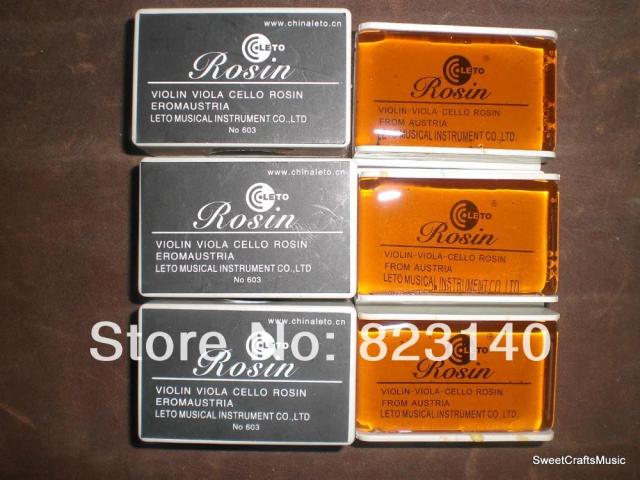 www.chinaleto.cn
LETO
Rosin
VIOLIN VIOLA CELLO ROSIN
EROMAUSTRIA
LETO MUSICAL INSTRUMENT CO.,LTD
No 603
LETO ®
Rosin
VIOLIN-VIOLA-CELLO ROSIN
FROM AUSTRIA
LETO MUSICAL INSTRUMENT CO.,LTD.
www.chinaleto.cn
LETO
Rosin
VIOLIN VIOLA CELLO ROSIN
EROMAUSTRIA
LETO MUSICAL INSTRUMENT CO.,LTD
No 603
LETO ®
Rosin
VIOLIN-VIOLA-CELLO ROSIN
FROM AUSTRIA
LETO MUSICAL INSTRUMENT CO.,LTD.
www.chinaleto.cn
LETO
Rosin
VIOLIN VIOLA CELLO ROSIN
EROMAUSTRIA
LETO MUSICAL INSTRUMENT CO.,LTD
No 603
LETO
Rosin
VIOLIN-VIOLA-CELLO ROSIN
FROM AUSTRIA
LETO MUSICAL INSTRUMENT CO.,LTD.
Store No: 823140
SweetCraftsMusic